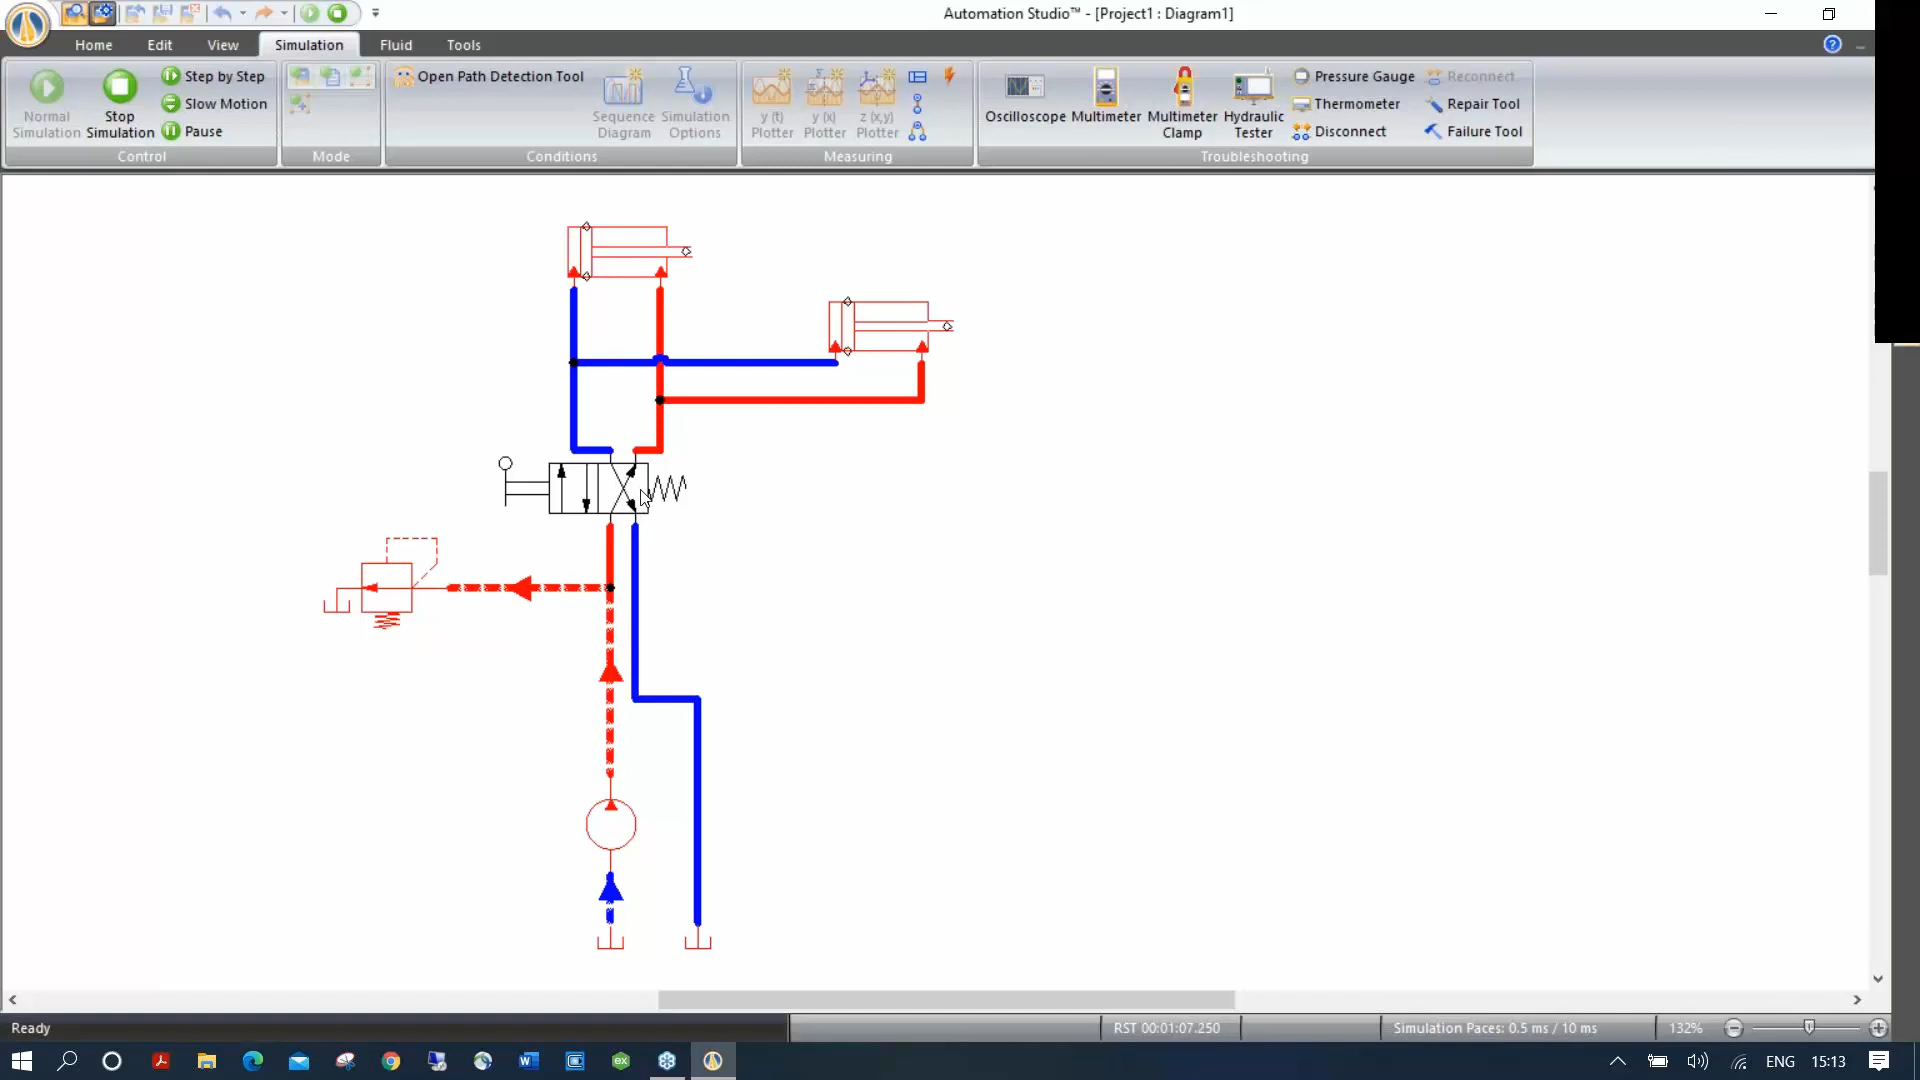 Automation Studio™ - [Project1 : Diagram1]
Home Edit View Simulation Fluid Tools
Normal Simulation
Stop Simulation
Step by Step
Slow Motion
Pause
Control
Mode
Open Path Detection Tool
Sequence Diagram
Simulation Options
Conditions
y (t) Plotter
y (x) Plotter
z (x,y) Plotter
Measuring
Oscilloscope
Multimeter
Multimeter Clamp
Hydraulic Tester
Pressure Gauge
Thermometer
Disconnect
Reconnect
Repair Tool
Failure Tool
Troubleshooting
Ready
RST 00:01:07.250
Simulation Paces: 0.5 ms / 10 ms
132%
ENG
15:13